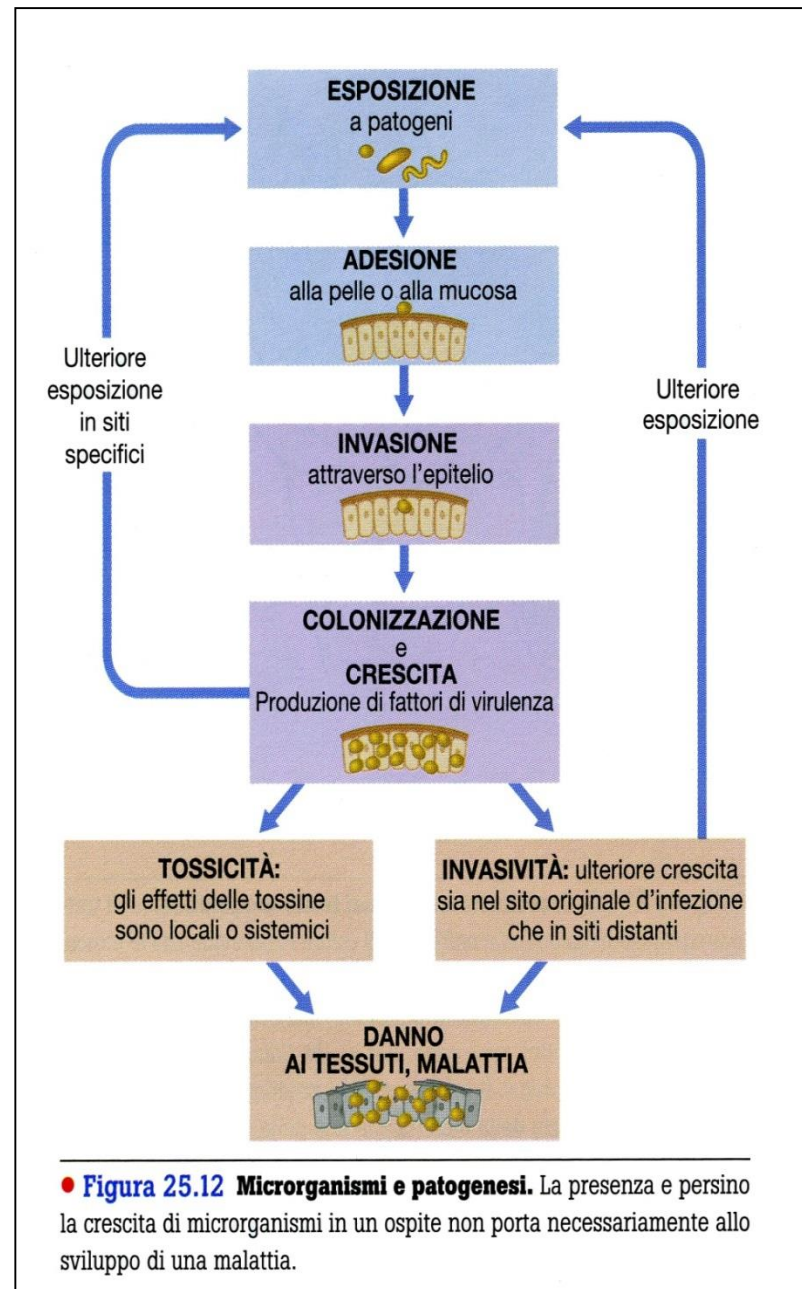 ESPOSIZIONE
a patogeni
ADESIONE
alla pelle o alla mucosa
Ulteriore
esposizione
in siti
specifici
Ulteriore
esposizione
INVASIONE
attraverso l'epitelio
COLONIZZAZIONE
e
CRESCITA
Produzione di fattori di virulenza
TOSSICITÀ:
gli effetti delle tossine
sono locali o sistemici
INVASIVITÀ: ulteriore crescita
sia nel sito originale d'infezione
che in siti distanti
DANNO
AI TESSUTI, MALATTIA
• Figura 25.12 Microrganismi e patogenesi. La presenza e persino
la crescita di microrganismi in un ospite non porta necessariamente allo
sviluppo di una malattia.